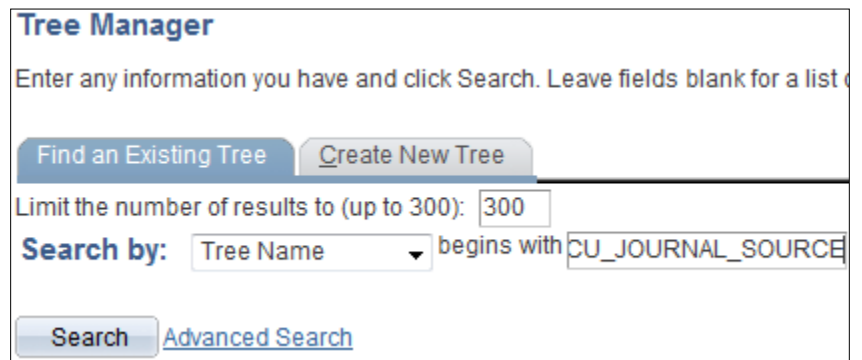 Tree Manager
Enter any information you have and click Search. Leave fields blank for a list
Find an Existing Tree Create New Tree
Limit the number of results to (up to 300): 300
Search by: Tree Name begins with CU_JOURNAL_SOURCE
Search Advanced Search